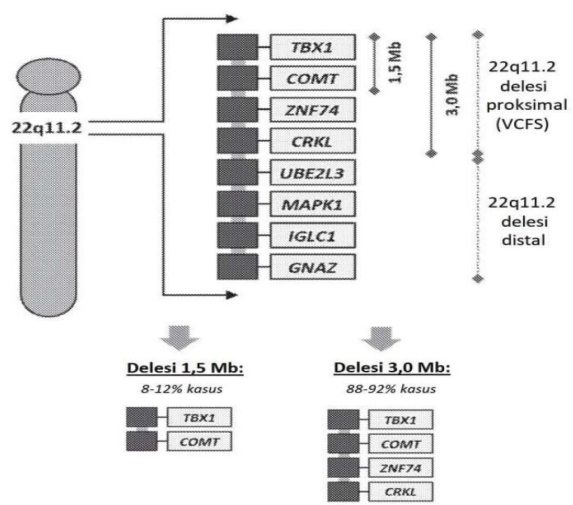 22q11.2
TBX1
COMT
ZNF74
CRKL
UBE2L3
MAPK1
IGLC1
GNAZ
1,5 Mb
3,0 Mb
22q11.2
delesi
proksimal
(VCFS)
22q11.2
delesi
distal
Delesi 1,5 Mb:
8-12% kasus
TBX1
COMT
Delesi 3,0 Mb:
88-92% kasus
TBX1
COMT
ZNF74
CRKL